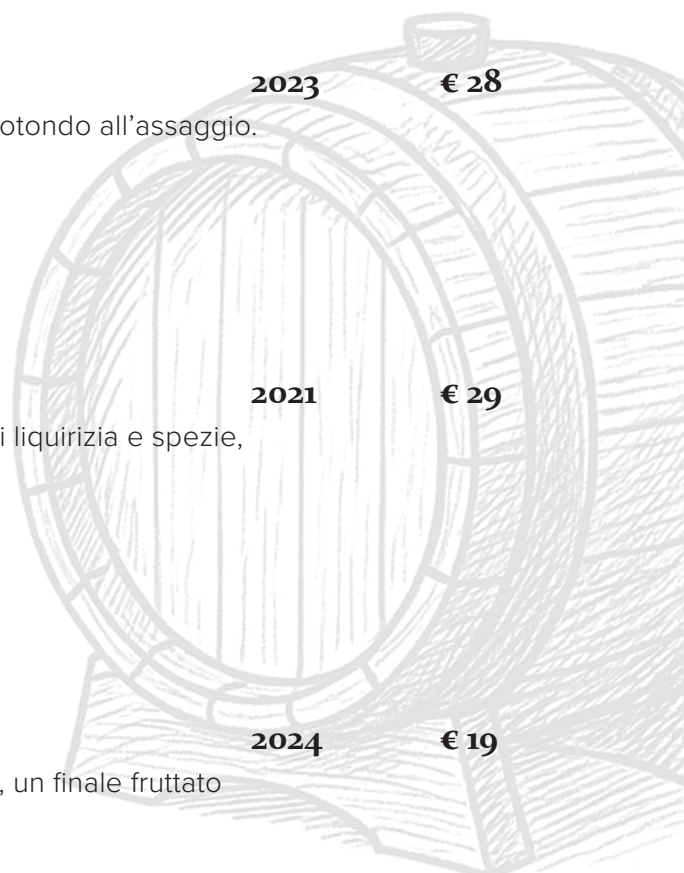 2023 € 28
otondo all’assaggio.
2021 € 29
i liquirizia e spezie,
2024 € 19
, un finale fruttato